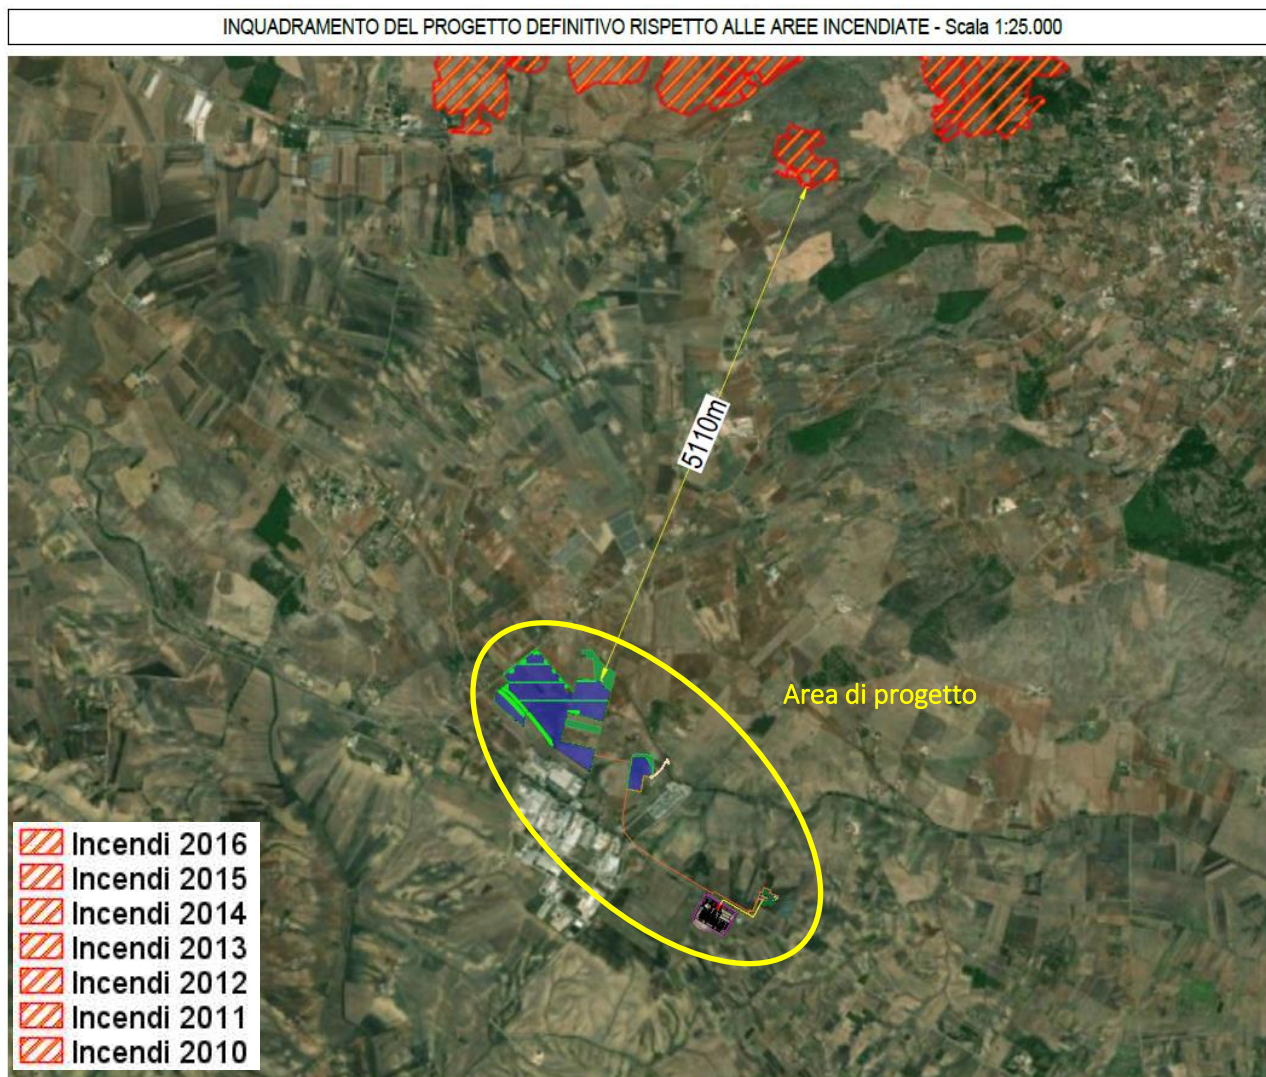 INQUADRAMENTO DEL PROGETTO DEFINITIVO RISPETTO ALLE AREE INCENDIATE - Scala 1:25.000
5110m
Area di progetto
Incendi 2016
Incendi 2015
Incendi 2014
Incendi 2013
Incendi 2012
Incendi 2011
Incendi 2010